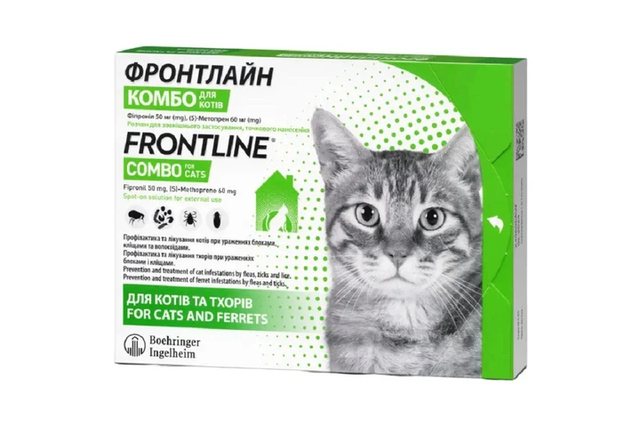 ФРОНТЛАЙН
КОМБО ДЛЯ КОТІВ
Фіпроніл 50 мг (mg), (S)-Метопрен 60 мг (mg)
Розчин для зовнішнього застосування, точкового нанесення
FRONTLINE®
COMBO FOR CATS
Fipronil 50 mg, (S)-Methoprene 60 mg
Spot-on solution for external use
Профілактика та лікування котів при ураженнях блохами,
кліщами та волосоїдами.
Профілактика та лікування тхорів при ураженнях
блохами і кліщами.
Prevention and treatment of cat infestations by fleas, ticks and lice.
Prevention and treatment of ferret infestations by fleas and ticks.
ДЛЯ КОТІВ ТА ТХОРІВ
FOR CATS AND FERRETS
Boehringer
Ingelheim